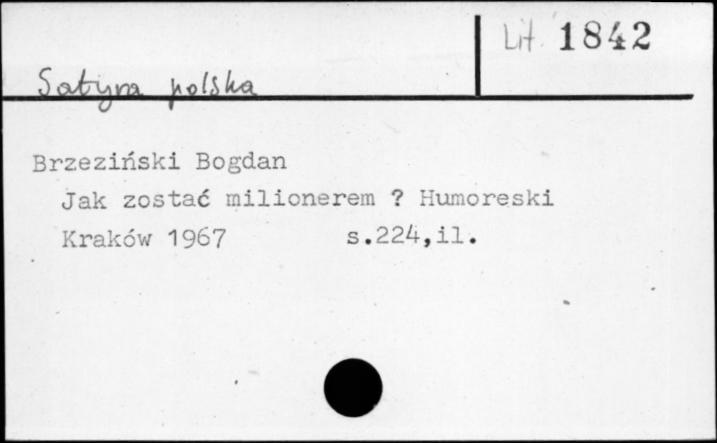 Lit 1842
Satyra polska
Brzeziński Bogdan
Jak zostać milionerem ? Humoreski
Kraków 1967 s.224,il.